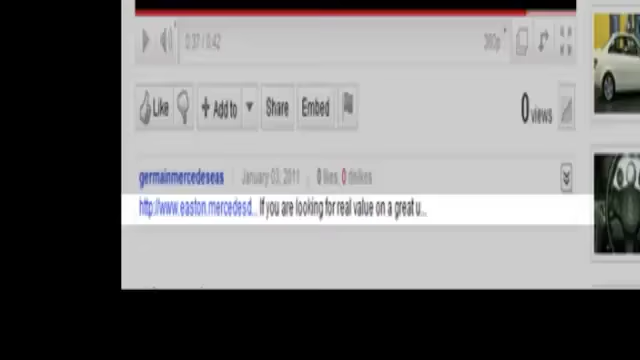 0:37 / 0:42 360p
Like Add to Share Embed 0 views
germainmercedeseas January 03, 2011 0 likes, 0 dislikes
http://www.easton.mercedesd... If you are looking for real value on a great u...